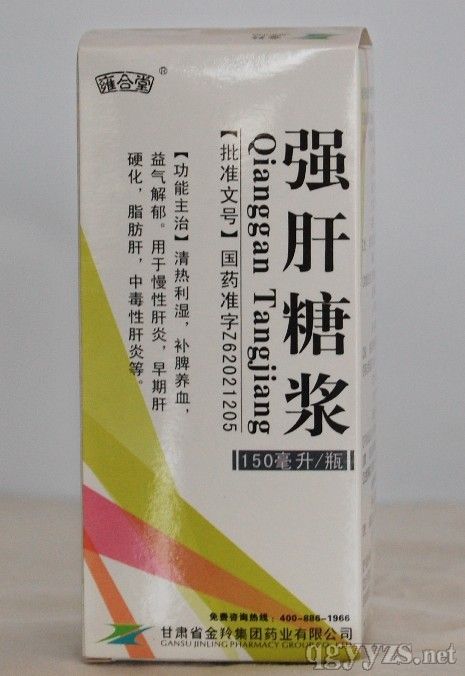 雍合堂®
强肝糖浆
Qianggan Tangjiang
【批准文号】国药准字Z62021205
【功能主治】清热利湿，补脾养血，
益气解郁。用于慢性肝炎，早期肝
硬化，脂肪肝，中毒性肝炎等。
150毫升/瓶
免费咨询热线：400-886-1966
甘肃省金羚集团药业有限公司
GANSU JINLING PHARMACY GROUP
qgyyzs.net